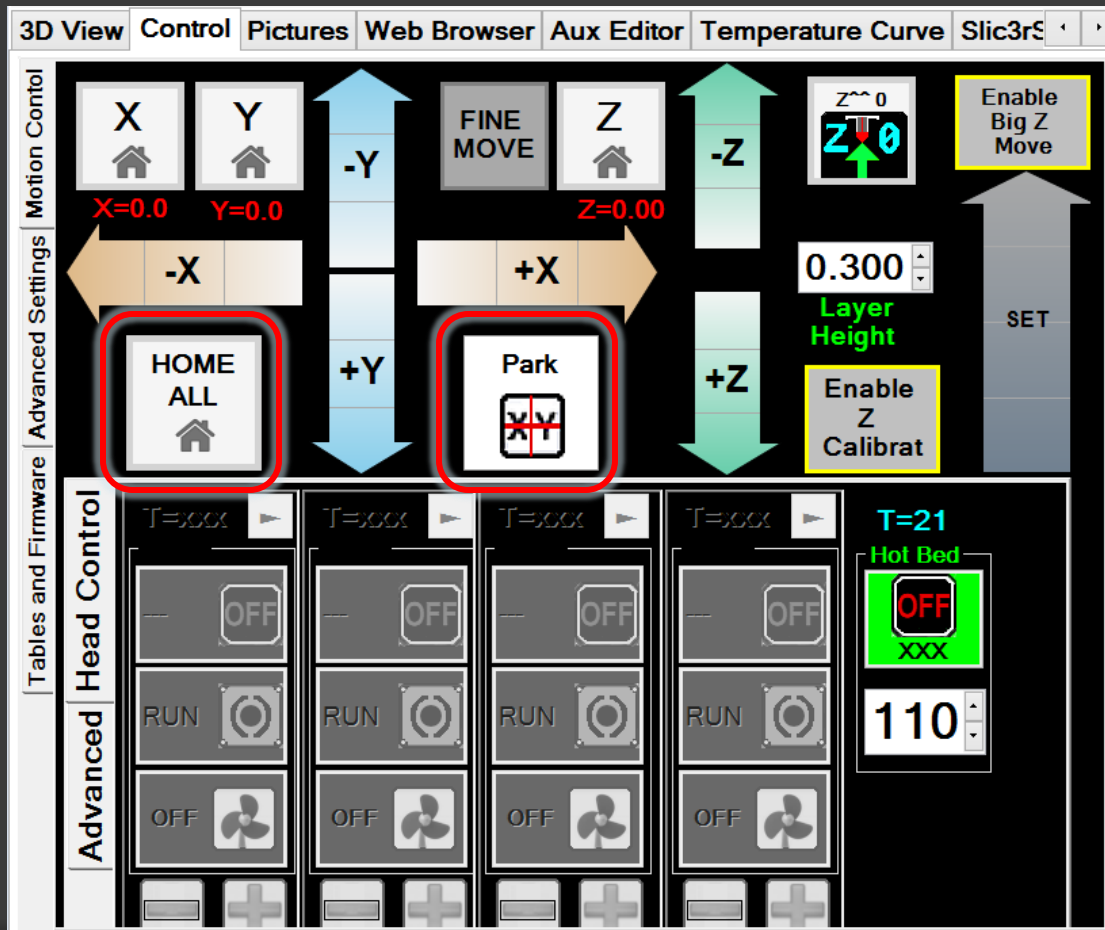 3D View
Control
Pictures
Web Browser
Aux Editor
Temperature Curve
Slic3rS
Motion Contol
Advanced Settings
Tables and Firmware
X
Y
-Y
FINE
MOVE
Z
-Z
Z^^ 0
Z 0
Enable
Big Z
Move
X=0.0
Y=0.0
Z=0.00
-X
+X
0.300
Layer
Height
SET
HOME
ALL
+Y
Park
XY
+Z
Enable
Z
Calibrat
Head Control
Advanced
T=xxx
T=xxx
T=xxx
T=xxx
T=21
Hot Bed
---
OFF
---
OFF
---
OFF
---
OFF
OFF
XXX
RUN
RUN
RUN
RUN
110
OFF
OFF
OFF
OFF